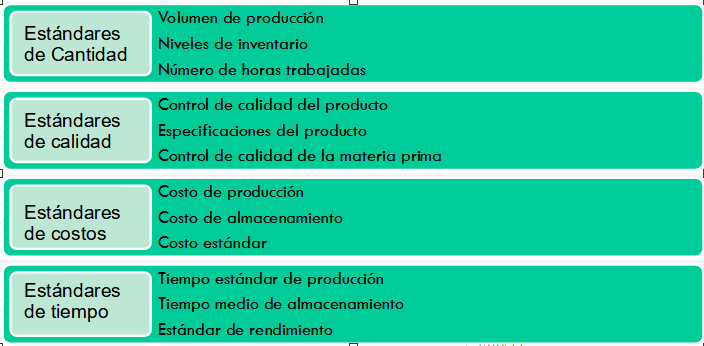 Estándares
de Cantidad
Volumen de producción
Niveles de inventario
Número de horas trabajadas
Estándares
de calidad
Control de calidad del producto
Especificaciones del producto
Control de calidad de la materia prima
Estándares
de costos
Costo de producción
Costo de almacenamiento
Costo estándar
Estándares
de tiempo
Tiempo estándar de producción
Tiempo medio de almacenamiento
Estándar de rendimiento